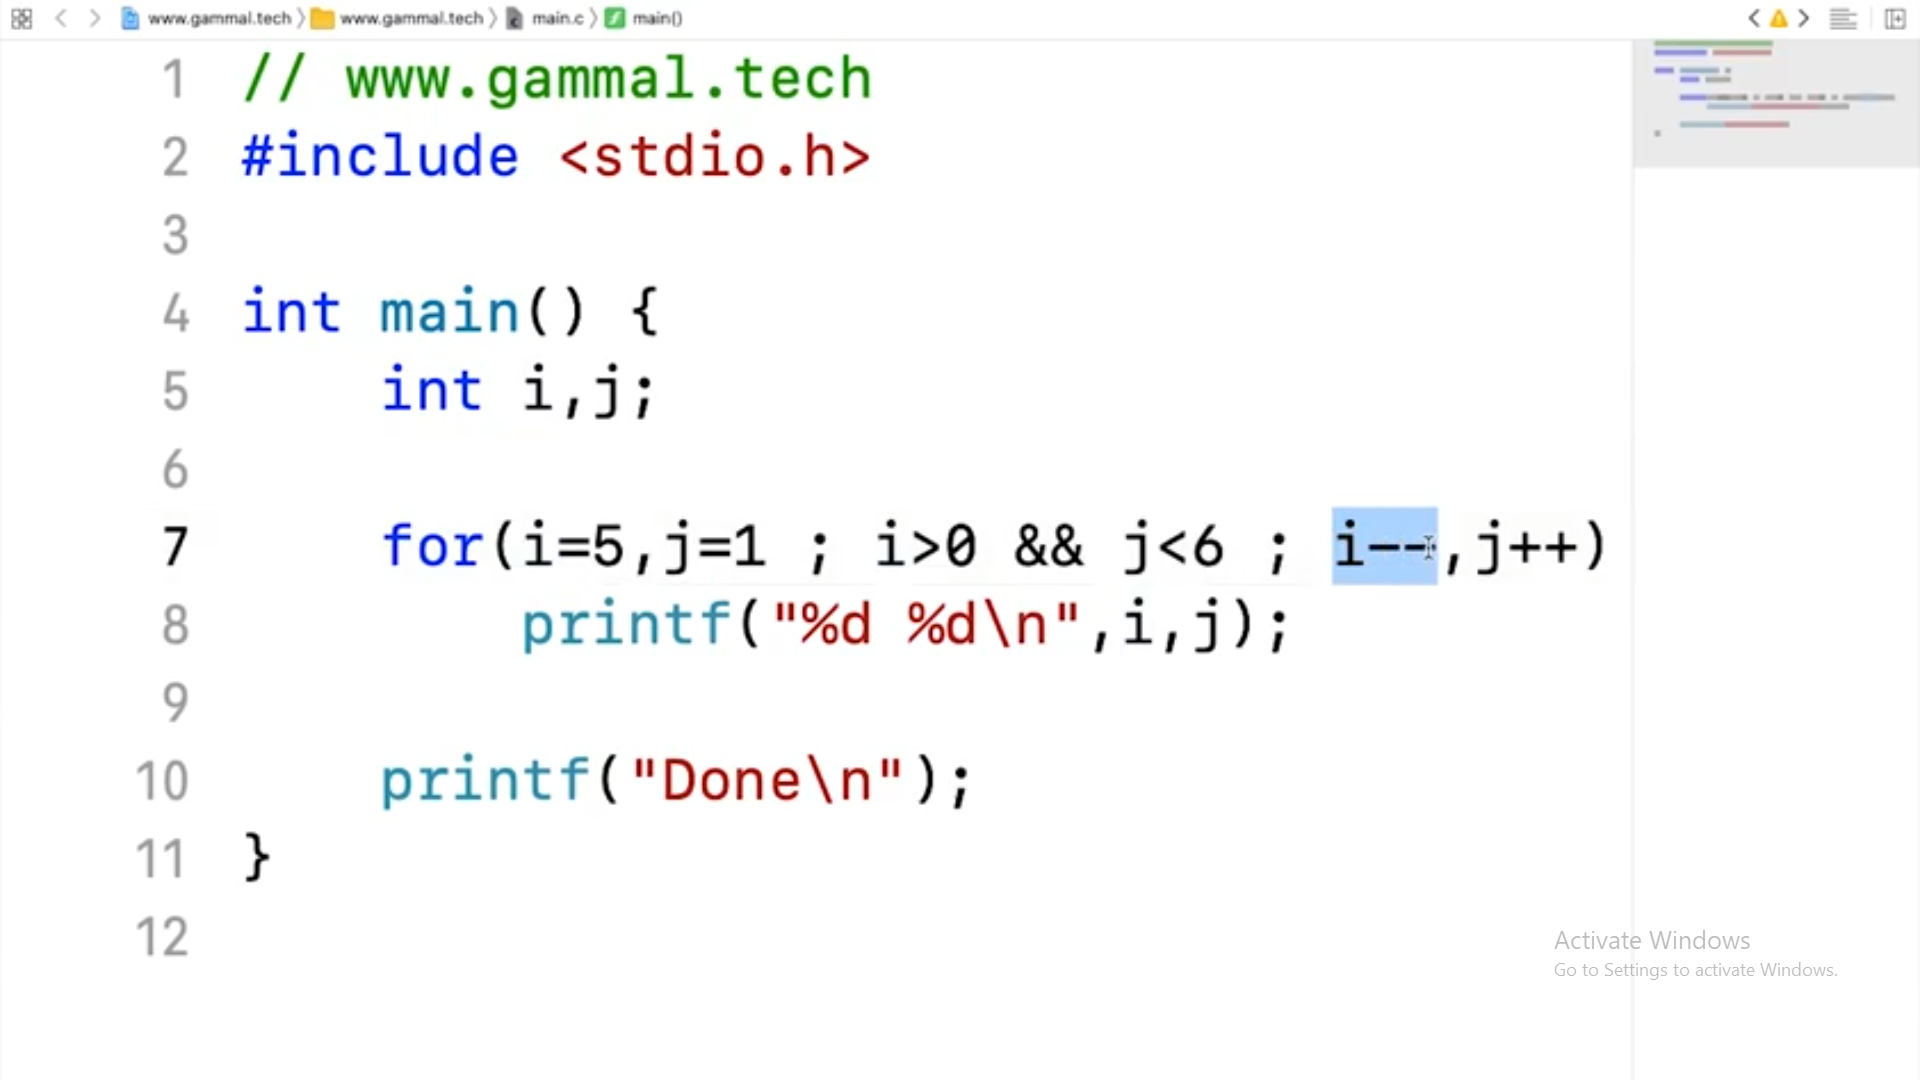 www.gammal.tech 〉 www.gammal.tech 〉 main.c 〉 main()
1 // www.gammal.tech
2 #include <stdio.h>
3
4 int main() {
5 int i,j;
6
7 for(i=5,j=1 ; i>0 && j<6 ; i--,j++)
8 printf("%d %d\n",i,j);
9
10 printf("Done\n");
11 }
12
Activate Windows
Go to Settings to activate Windows.